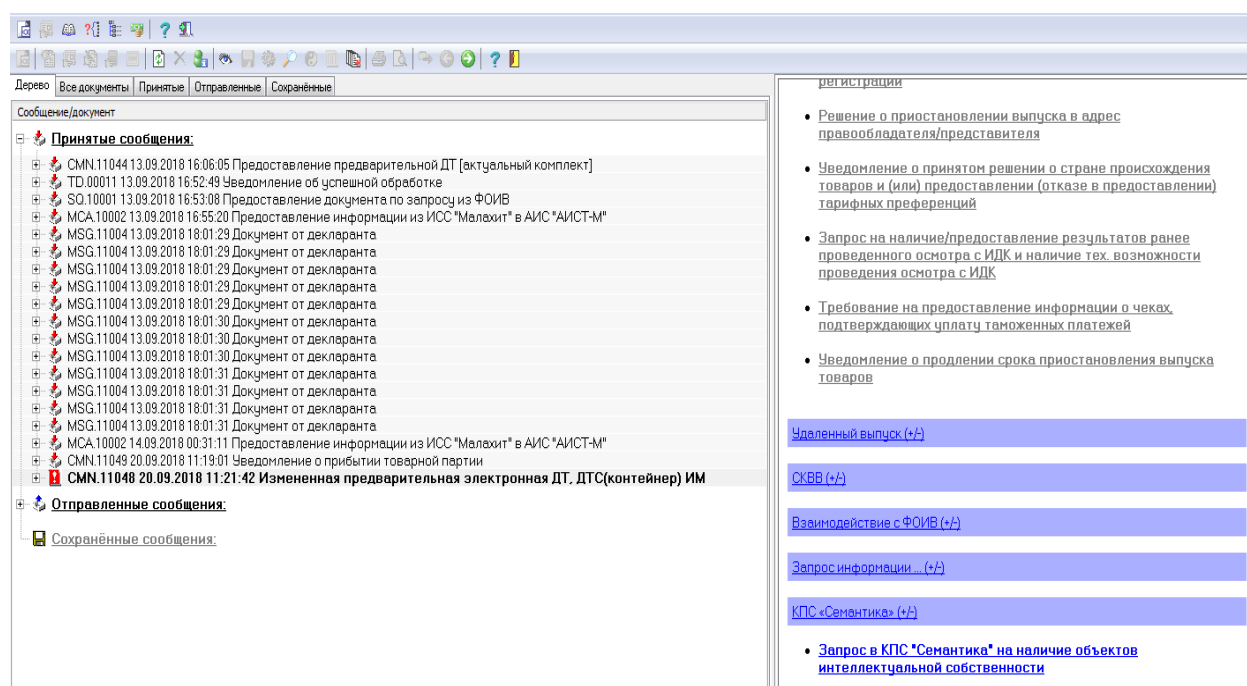 Дерево
Все документы
Принятые
Отправленные
Сохранённые
Сообщение/документ
Принятые сообщения:
CMN.11044 13.09.2018 16:06:05 Предоставление предварительной ДТ [актуальный комплект]
TD.00011 13.09.2018 16:52:49 Уведомление об успешной обработке
SQ.10001 13.09.2018 16:53:08 Предоставление документа по запросу из ФОИВ
MCA.10002 13.09.2018 16:55:20 Предоставление информации из ИСС "Малахит" в АИС "АИСТ-М"
MSG.11004 13.09.2018 18:01:29 Документ от декларанта
MSG.11004 13.09.2018 18:01:29 Документ от декларанта
MSG.11004 13.09.2018 18:01:29 Документ от декларанта
MSG.11004 13.09.2018 18:01:29 Документ от декларанта
MSG.11004 13.09.2018 18:01:29 Документ от декларанта
MSG.11004 13.09.2018 18:01:30 Документ от декларанта
MSG.11004 13.09.2018 18:01:30 Документ от декларанта
MSG.11004 13.09.2018 18:01:30 Документ от декларанта
MSG.11004 13.09.2018 18:01:31 Документ от декларанта
MSG.11004 13.09.2018 18:01:31 Документ от декларанта
MSG.11004 13.09.2018 18:01:31 Документ от декларанта
MSG.11004 13.09.2018 18:01:31 Документ от декларанта
MCA.10002 14.09.2018 00:31:11 Предоставление информации из ИСС "Малахит" в АИС "АИСТ-М"
CMN.11049 20.09.2018 11:19:01 Уведомление о прибытии товарной партии
CMN.11048 20.09.2018 11:21:42 Измененная предварительная электронная ДТ, ДТС(контейнер) ИМ
Отправленные сообщения:
Сохранённые сообщения:
регистрации
Решение о приостановлении выпуска в адрес
правообладателя/представителя
Уведомление о принятом решении о стране происхождения
товаров и (или) предоставлении (отказе в предоставлении)
тарифных преференций
Запрос на наличие/предоставление результатов ранее
проведенного осмотра с ИДК и наличие тех. возможности
проведения осмотра с ИДК
Требование на предоставление информации о чеках,
подтверждающих уплату таможенных платежей
Уведомление о продлении срока приостановления выпуска
товаров
Удаленный выпуск (+/-)
СКВВ (+/-)
Взаимодействие с ФОИВ (+/-)
Запрос информации ... (+/-)
КПС «Семантика» (+/-)
Запрос в КПС "Семантика" на наличие объектов
интеллектуальной собственности